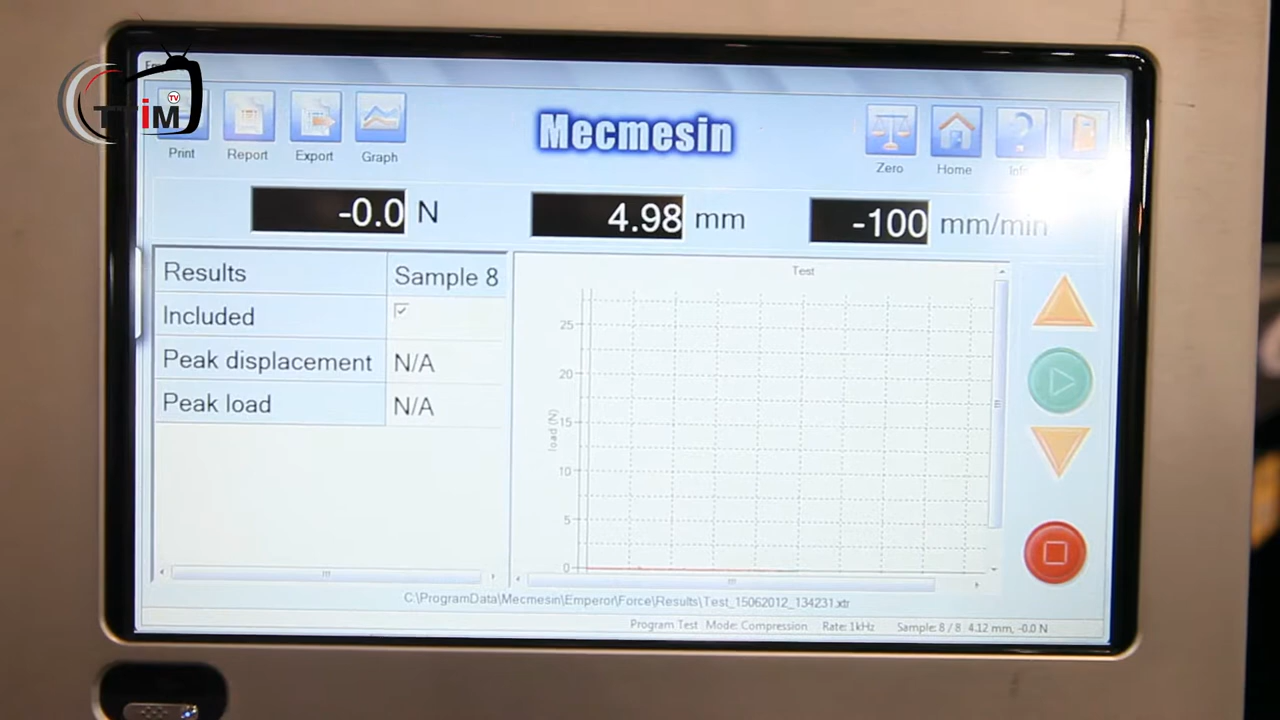 TTiM
TV
Print
Report
Export
Graph
Mecmesin
Zero
Home
-0.0 N
4.98 mm
-100 mm/min
Results
Sample 8
Included
Peak displacement
N/A
Peak load
N/A
Test
25
20
15
10
5
0
load (N)
C:\ProgramData\Mecmesin\Emperor\Force\Results\Test_15062012_134231.xtr
Program Test Mode: Compression Rate: 1kHz Sample: 8 / 8 4.12 mm, -0.0 N